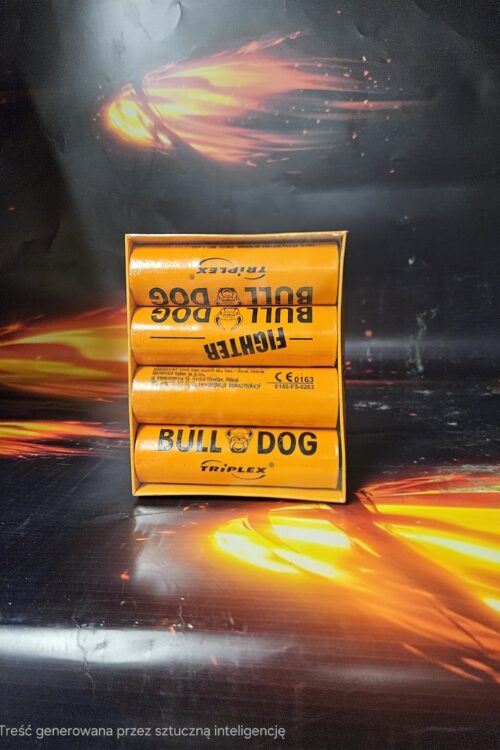 TRiPLEX®
BULL DOG
BULL DOG
FIGHTER
CE 0163
BULL DOG
TRiPLEX®
Treść generowana przez sztuczną inteligencję